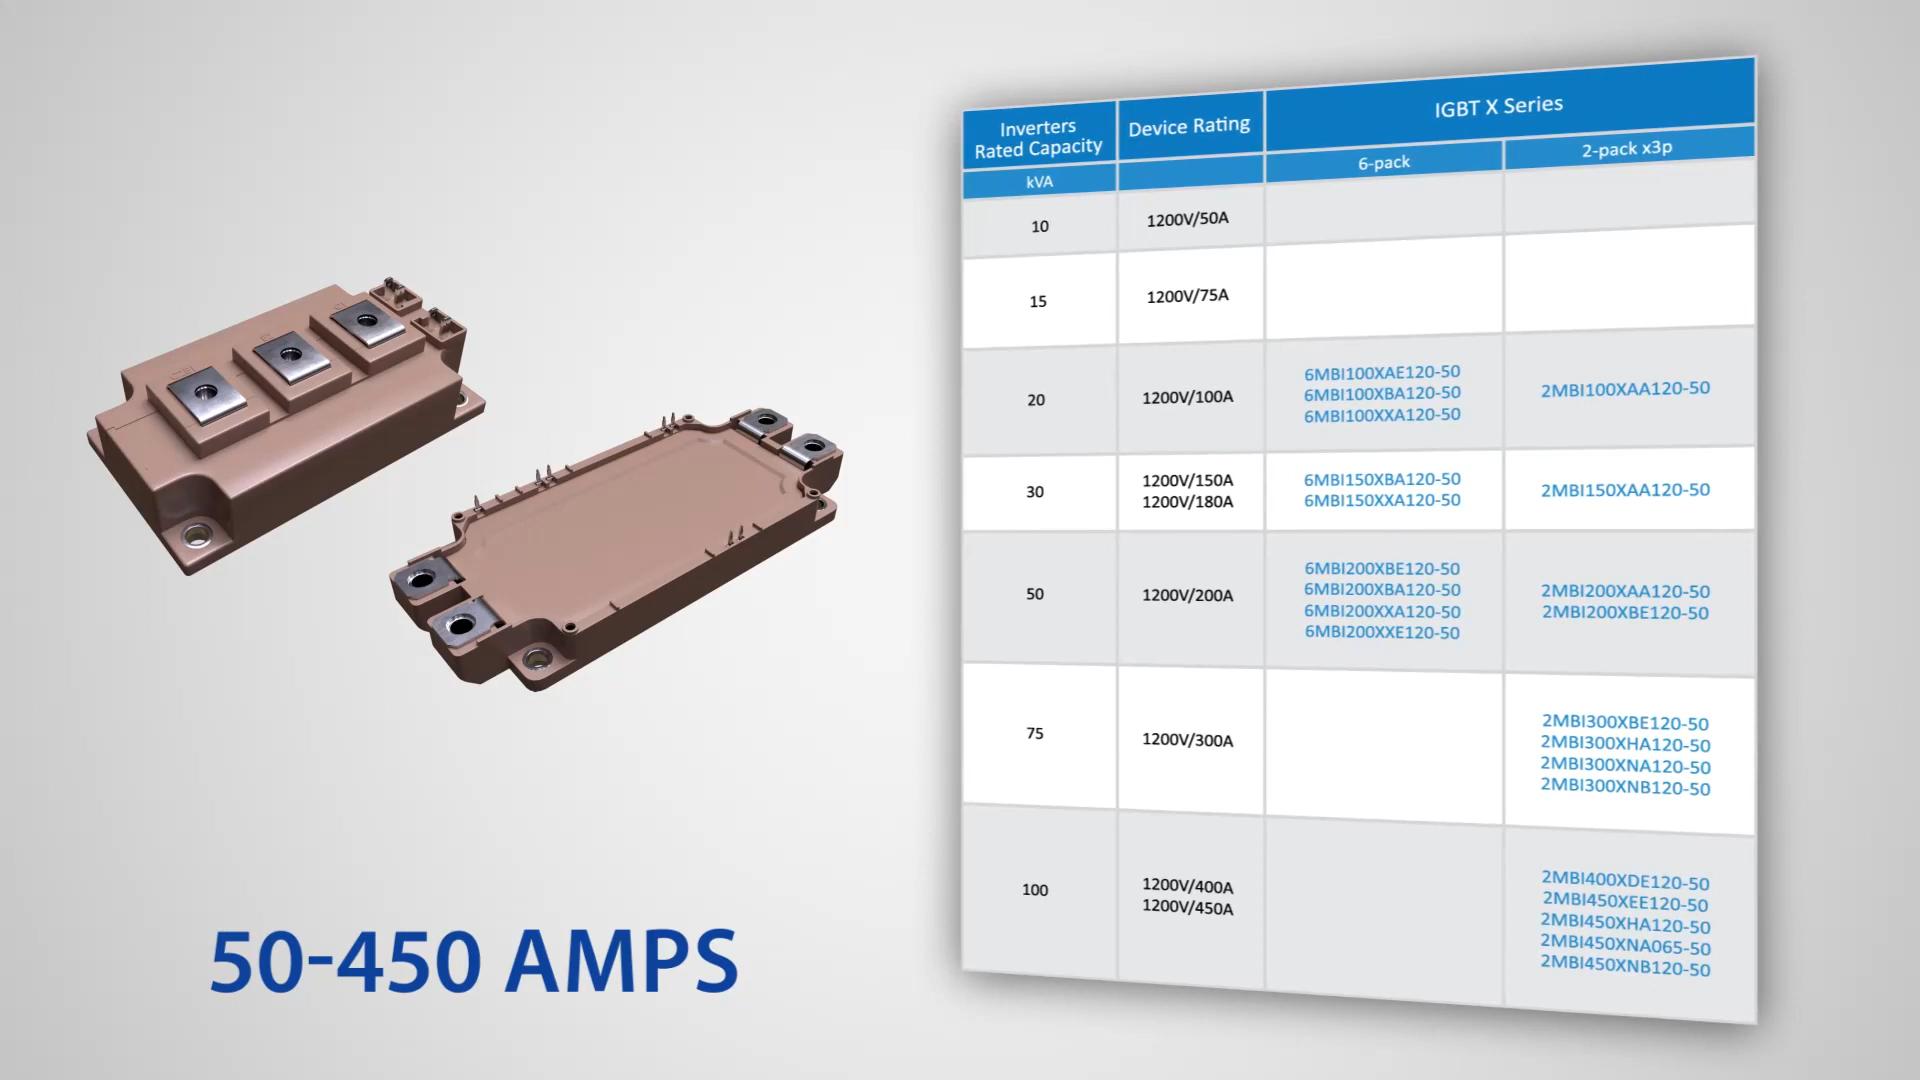 IGBT X Series
Inverters
Rated Capacity
Device Rating
6-pack
2-pack x3p
kVA
10
1200V/50A
15
1200V/75A
20
1200V/100A
6MBI100XAE120-50
6MBI100XBA120-50
6MBI100XXA120-50
2MBI100XAA120-50
30
1200V/150A
1200V/180A
6MBI150XBA120-50
6MBI150XXA120-50
2MBI150XAA120-50
50
1200V/200A
6MBI200XBE120-50
6MBI200XBA120-50
6MBI200XXA120-50
6MBI200XXE120-50
2MBI200XAA120-50
2MBI200XBE120-50
75
1200V/300A
2MBI300XBE120-50
2MBI300XHA120-50
2MBI300XNA120-50
2MBI300XNB120-50
100
1200V/400A
1200V/450A
2MBI400XDE120-50
2MBI450XEE120-50
2MBI450XHA120-50
2MBI450XNA065-50
2MBI450XNB120-50
50-450 AMPS